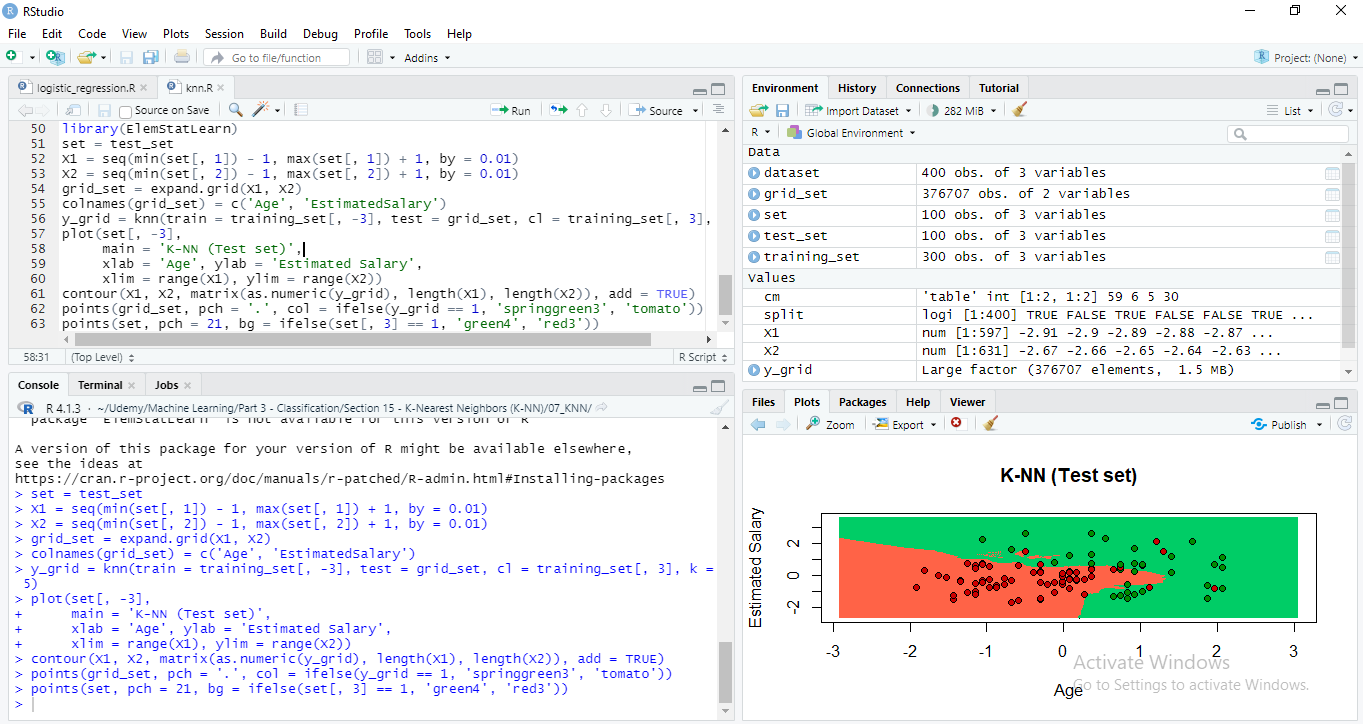 RStudio
File Edit Code View Plots Session Build Debug Profile Tools Help
Go to file/function Addins Project: (None)
logistic_regression.R knn.R
Source on Save Run Source
50 library(ElemStatLearn)
51 set = test_set
52 X1 = seq(min(set[, 1]) - 1, max(set[, 1]) + 1, by = 0.01)
53 X2 = seq(min(set[, 2]) - 1, max(set[, 2]) + 1, by = 0.01)
54 grid_set = expand.grid(X1, X2)
55 colnames(grid_set) = c('Age', 'EstimatedSalary')
56 y_grid = knn(train = training_set[, -3], test = grid_set, cl = training_set[, 3],
57 plot(set[, -3],
58 main = 'K-NN (Test set)',
59 xlab = 'Age', ylab = 'Estimated Salary',
60 xlim = range(X1), ylim = range(X2))
61 contour(X1, X2, matrix(as.numeric(y_grid), length(X1), length(X2)), add = TRUE)
62 points(grid_set, pch = '.', col = ifelse(y_grid == 1, 'springgreen3', 'tomato'))
63 points(set, pch = 21, bg = ifelse(set[, 3] == 1, 'green4', 'red3'))
58:31 (Top Level) R Script
Console Terminal Jobs
R 4.1.3 · ~/Udemy/Machine Learning/Part 3 - Classification/Section 15 - K-Nearest Neighbors (K-NN)/07_KNN/
package 'ElemStatLearn' is not available for this version of R
A version of this package for your version of R might be available elsewhere,
see the ideas at
https://cran.r-project.org/doc/manuals/r-patched/R-admin.html#Installing-packages
> set = test_set
> X1 = seq(min(set[, 1]) - 1, max(set[, 1]) + 1, by = 0.01)
> X2 = seq(min(set[, 2]) - 1, max(set[, 2]) + 1, by = 0.01)
> grid_set = expand.grid(X1, X2)
> colnames(grid_set) = c('Age', 'EstimatedSalary')
> y_grid = knn(train = training_set[, -3], test = grid_set, cl = training_set[, 3], k =
5)
> plot(set[, -3],
+ main = 'K-NN (Test set)',
+ xlab = 'Age', ylab = 'Estimated Salary',
+ xlim = range(X1), ylim = range(X2))
> contour(X1, X2, matrix(as.numeric(y_grid), length(X1), length(X2)), add = TRUE)
> points(grid_set, pch = '.', col = ifelse(y_grid == 1, 'springgreen3', 'tomato'))
> points(set, pch = 21, bg = ifelse(set[, 3] == 1, 'green4', 'red3'))
>
Environment History Connections Tutorial
Import Dataset 282 MiB List
R Global Environment
Data
dataset 400 obs. of 3 variables
grid_set 376707 obs. of 2 variables
set 100 obs. of 3 variables
test_set 100 obs. of 3 variables
training_set 300 obs. of 3 variables
Values
cm 'table' int [1:2, 1:2] 59 6 5 30
split logi [1:400] TRUE FALSE TRUE FALSE FALSE TRUE ...
X1 num [1:597] -2.91 -2.9 -2.89 -2.88 -2.87 ...
X2 num [1:631] -2.67 -2.66 -2.65 -2.64 -2.63 ...
y_grid Large factor (376707 elements, 1.5 MB)
Files Plots Packages Help Viewer
Zoom Export Publish
K-NN (Test set)
Estimated Salary
2
0
-2
-3 -2 -1 0 1 2 3
Age
Activate Windows
Go to Settings to activate Windows.